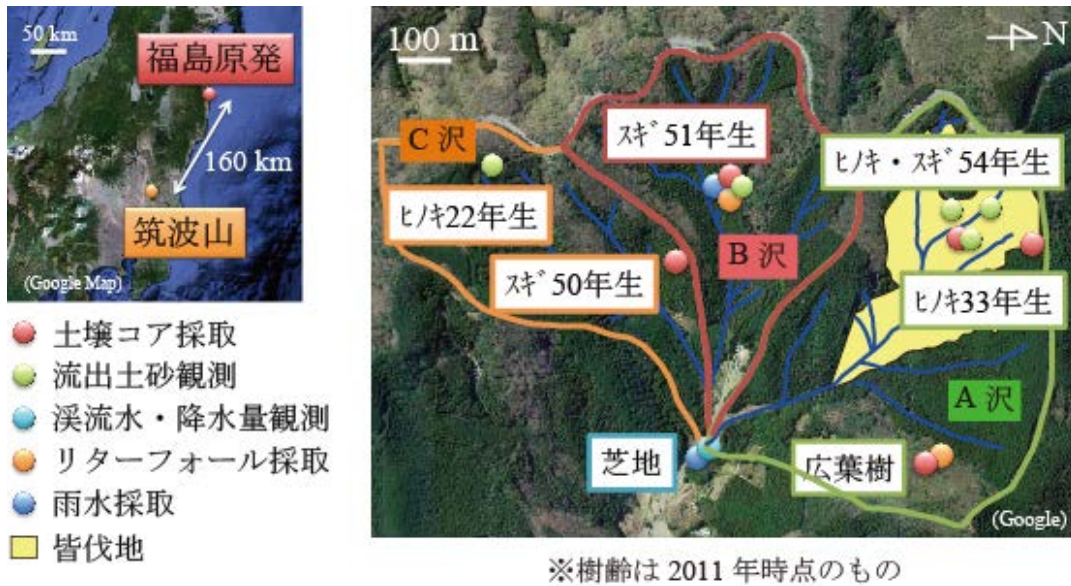 50 km
福島原発
160 km
筑波山
(Google Map)
土壌コア採取
流出土砂観測
渓流水・降水量観測
リターフォール採取
雨水採取
皆伐地
100 m
N
C 沢
ｽｷﾞ51年生
ﾋﾉｷ・ｽｷﾞ54年生
ﾋﾉｷ22年生
ｽｷﾞ50年生
B 沢
ﾋﾉｷ33年生
A 沢
芝地
広葉樹
(Google)
※樹齢は 2011 年時点のもの